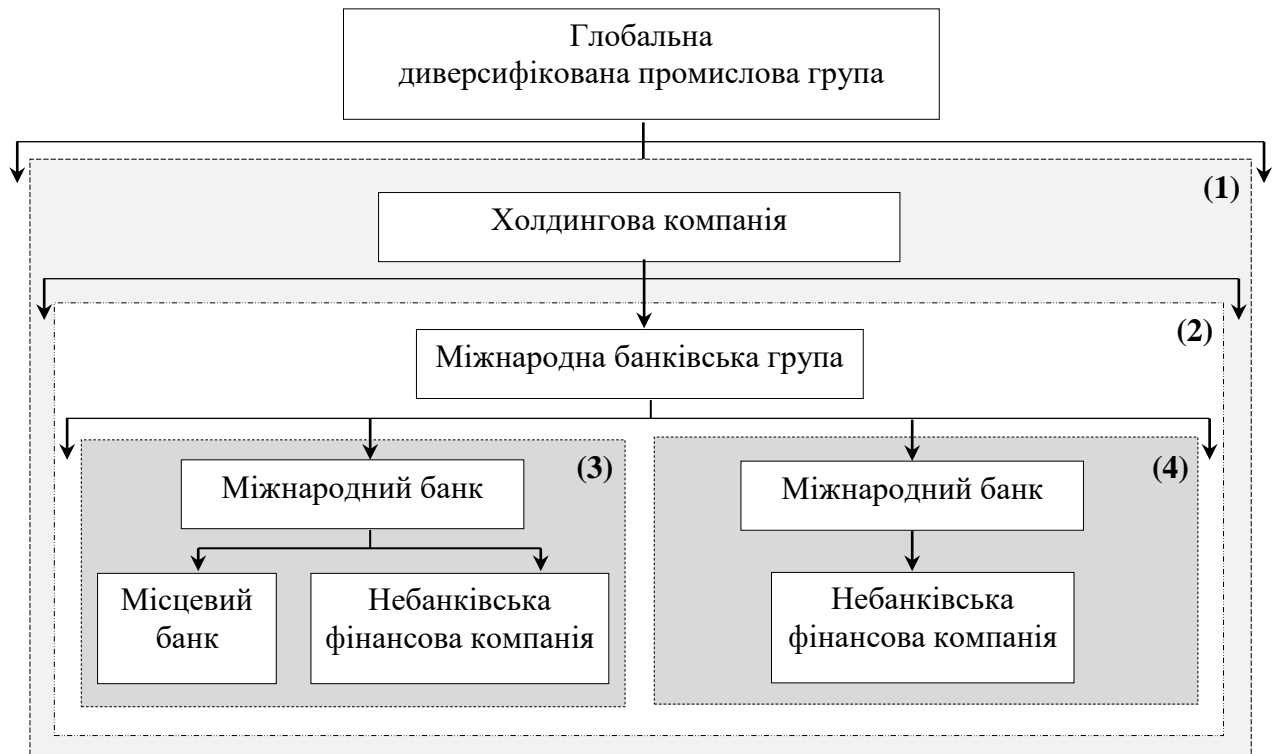 Глобальна
диверсифікована промислова група
(1)
Холдингова компанія
(2)
Міжнародна банківська група
(3)
Міжнародний банк
(4)
Міжнародний банк
Місцевий
банк
Небанківська
фінансова компанія
Небанківська
фінансова компанія